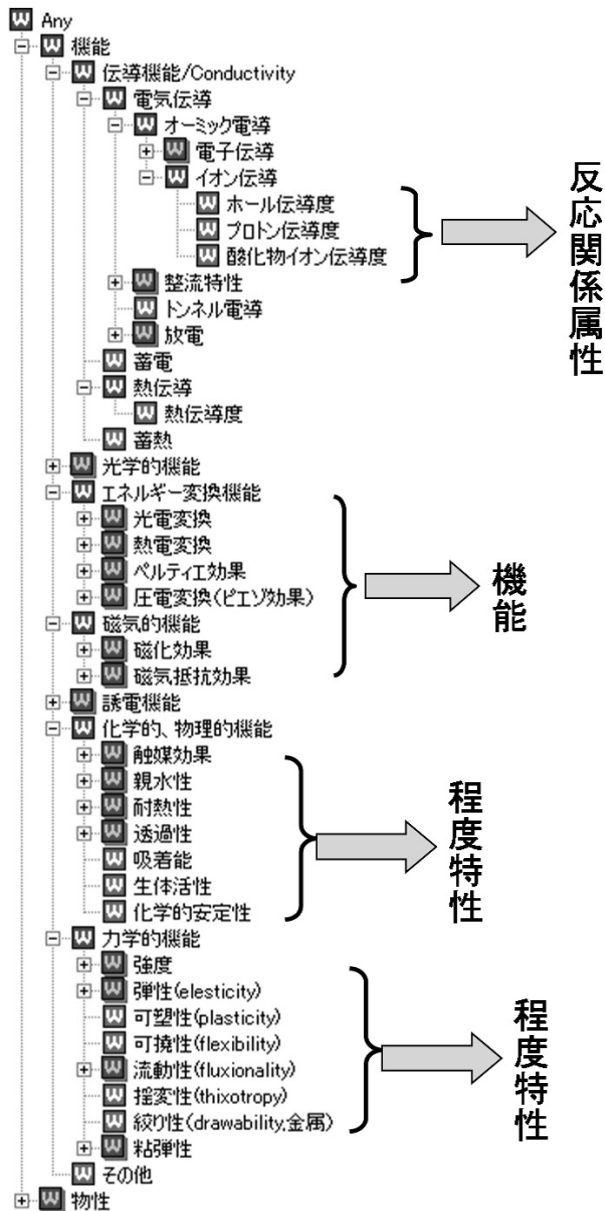 Any
機能
伝導機能/Conductivity
電気伝導
オーミック電導
電子伝導
イオン伝導
ホール伝導度
プロトン伝導度
酸化物イオン伝導度
整流特性
トンネル電導
放電
蓄電
熱伝導
熱伝導度
蓄熱
光学的機能
エネルギー変換機能
光電変換
熱電変換
ペルティエ効果
圧電変換(ピエゾ効果)
磁気的機能
磁化効果
磁気抵抗効果
誘電機能
化学的、物理的機能
触媒効果
親水性
耐熱性
透過性
吸着能
生体活性
化学的安定性
力学的機能
強度
弾性(elesticity)
可塑性(plasticity)
可撓性(flexibility)
流動性(fluxionality)
揺変性(thixotropy)
絞り性(drawability,金属)
粘弾性
その他
物性
反応関係属性
機能
程度特性
程度特性